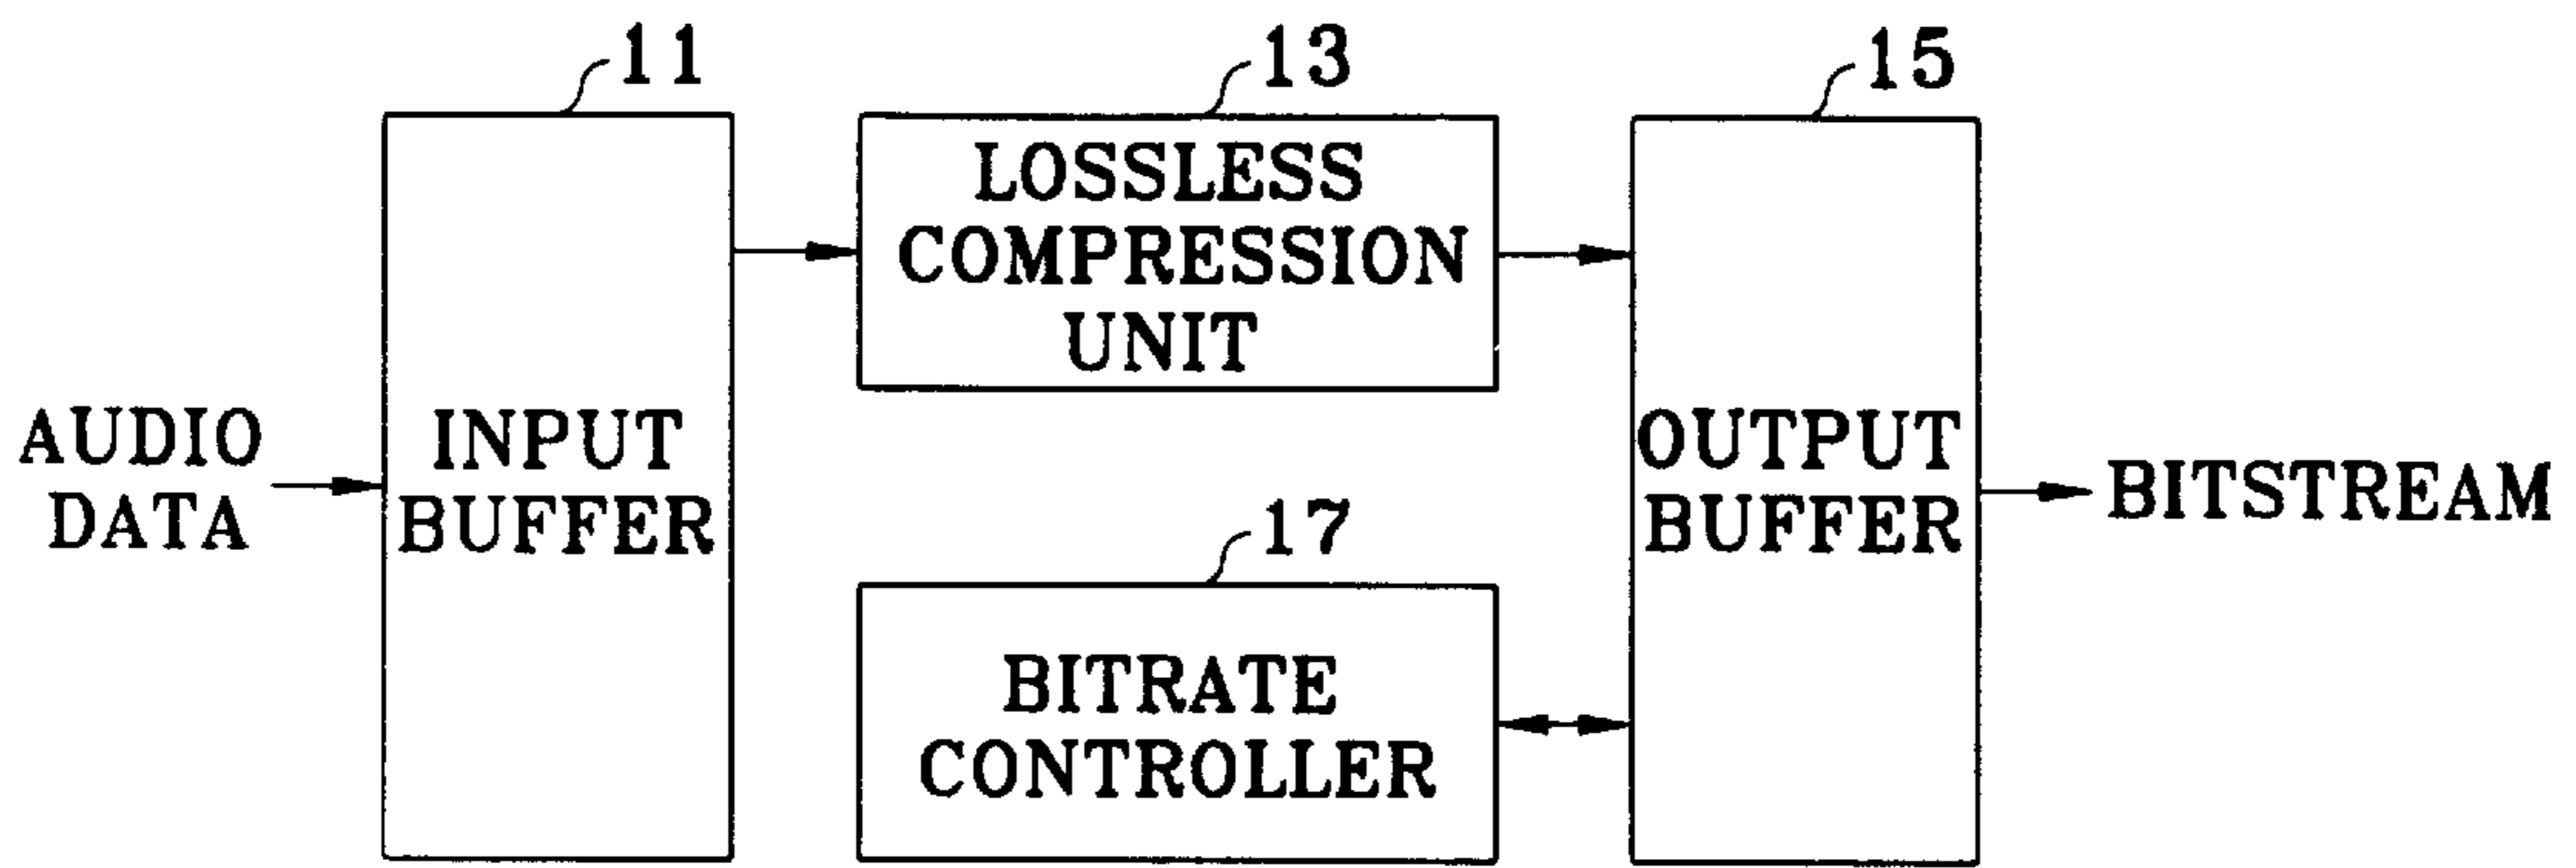 11
13
15
LOSSLESS
COMPRESSION
UNIT
AUDIO
DATA
INPUT
BUFFER
OUTPUT
BUFFER
BITSTREAM
17
BITRATE
CONTROLLER